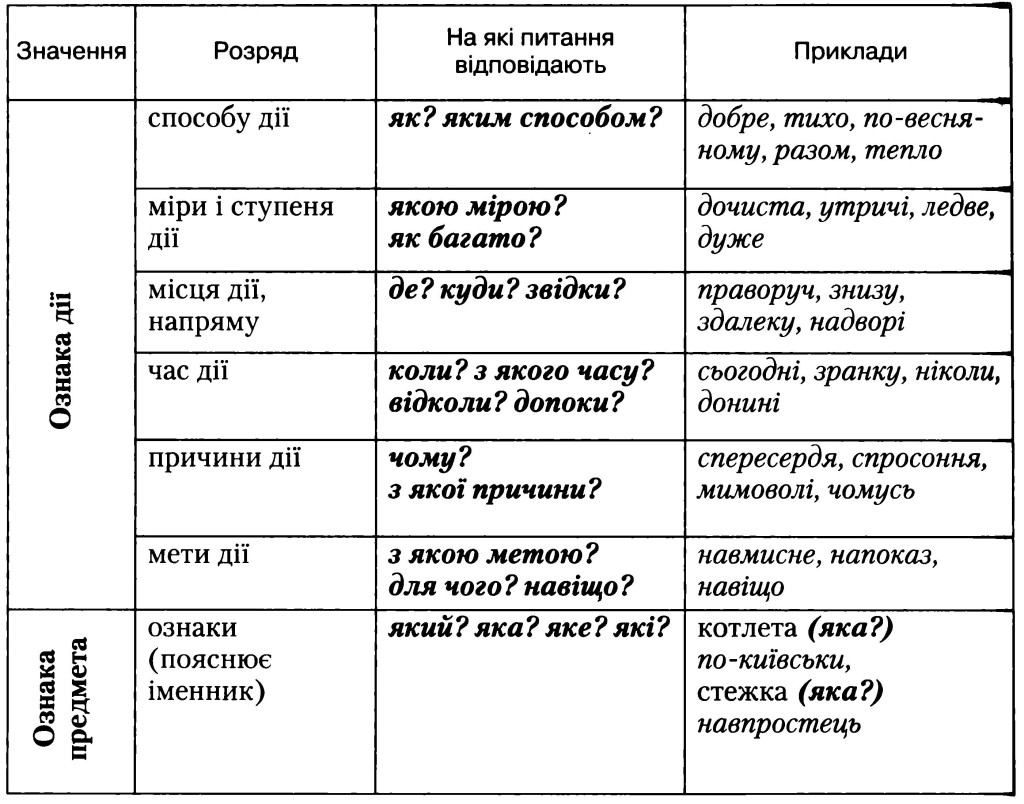 Значення
Розряд
На які питання
відповідають
Приклади
Ознака дії
способу дії
як? яким способом?
добре, тихо, по-весня-
ному, разом, тепло
міри і ступеня
дії
якою мірою?
як багато?
дочиста, утричі, ледве,
дуже
місця дії,
напряму
де? куди? звідки?
праворуч, знизу,
здалеку, надворі
час дії
коли? з якого часу?
відколи? допоки?
сьогодні, зранку, ніколи,
донині
причини дії
чому?
з якої причини?
спересердя, спросоння,
мимоволі, чомусь
мети дії
з якою метою?
для чого? навіщо?
навмисне, напоказ,
навіщо
Ознака
предмета
ознаки
(пояснює
іменник)
який? яка? яке? які?
котлета (яка?)
по-київськи,
стежка (яка?)
навпростець